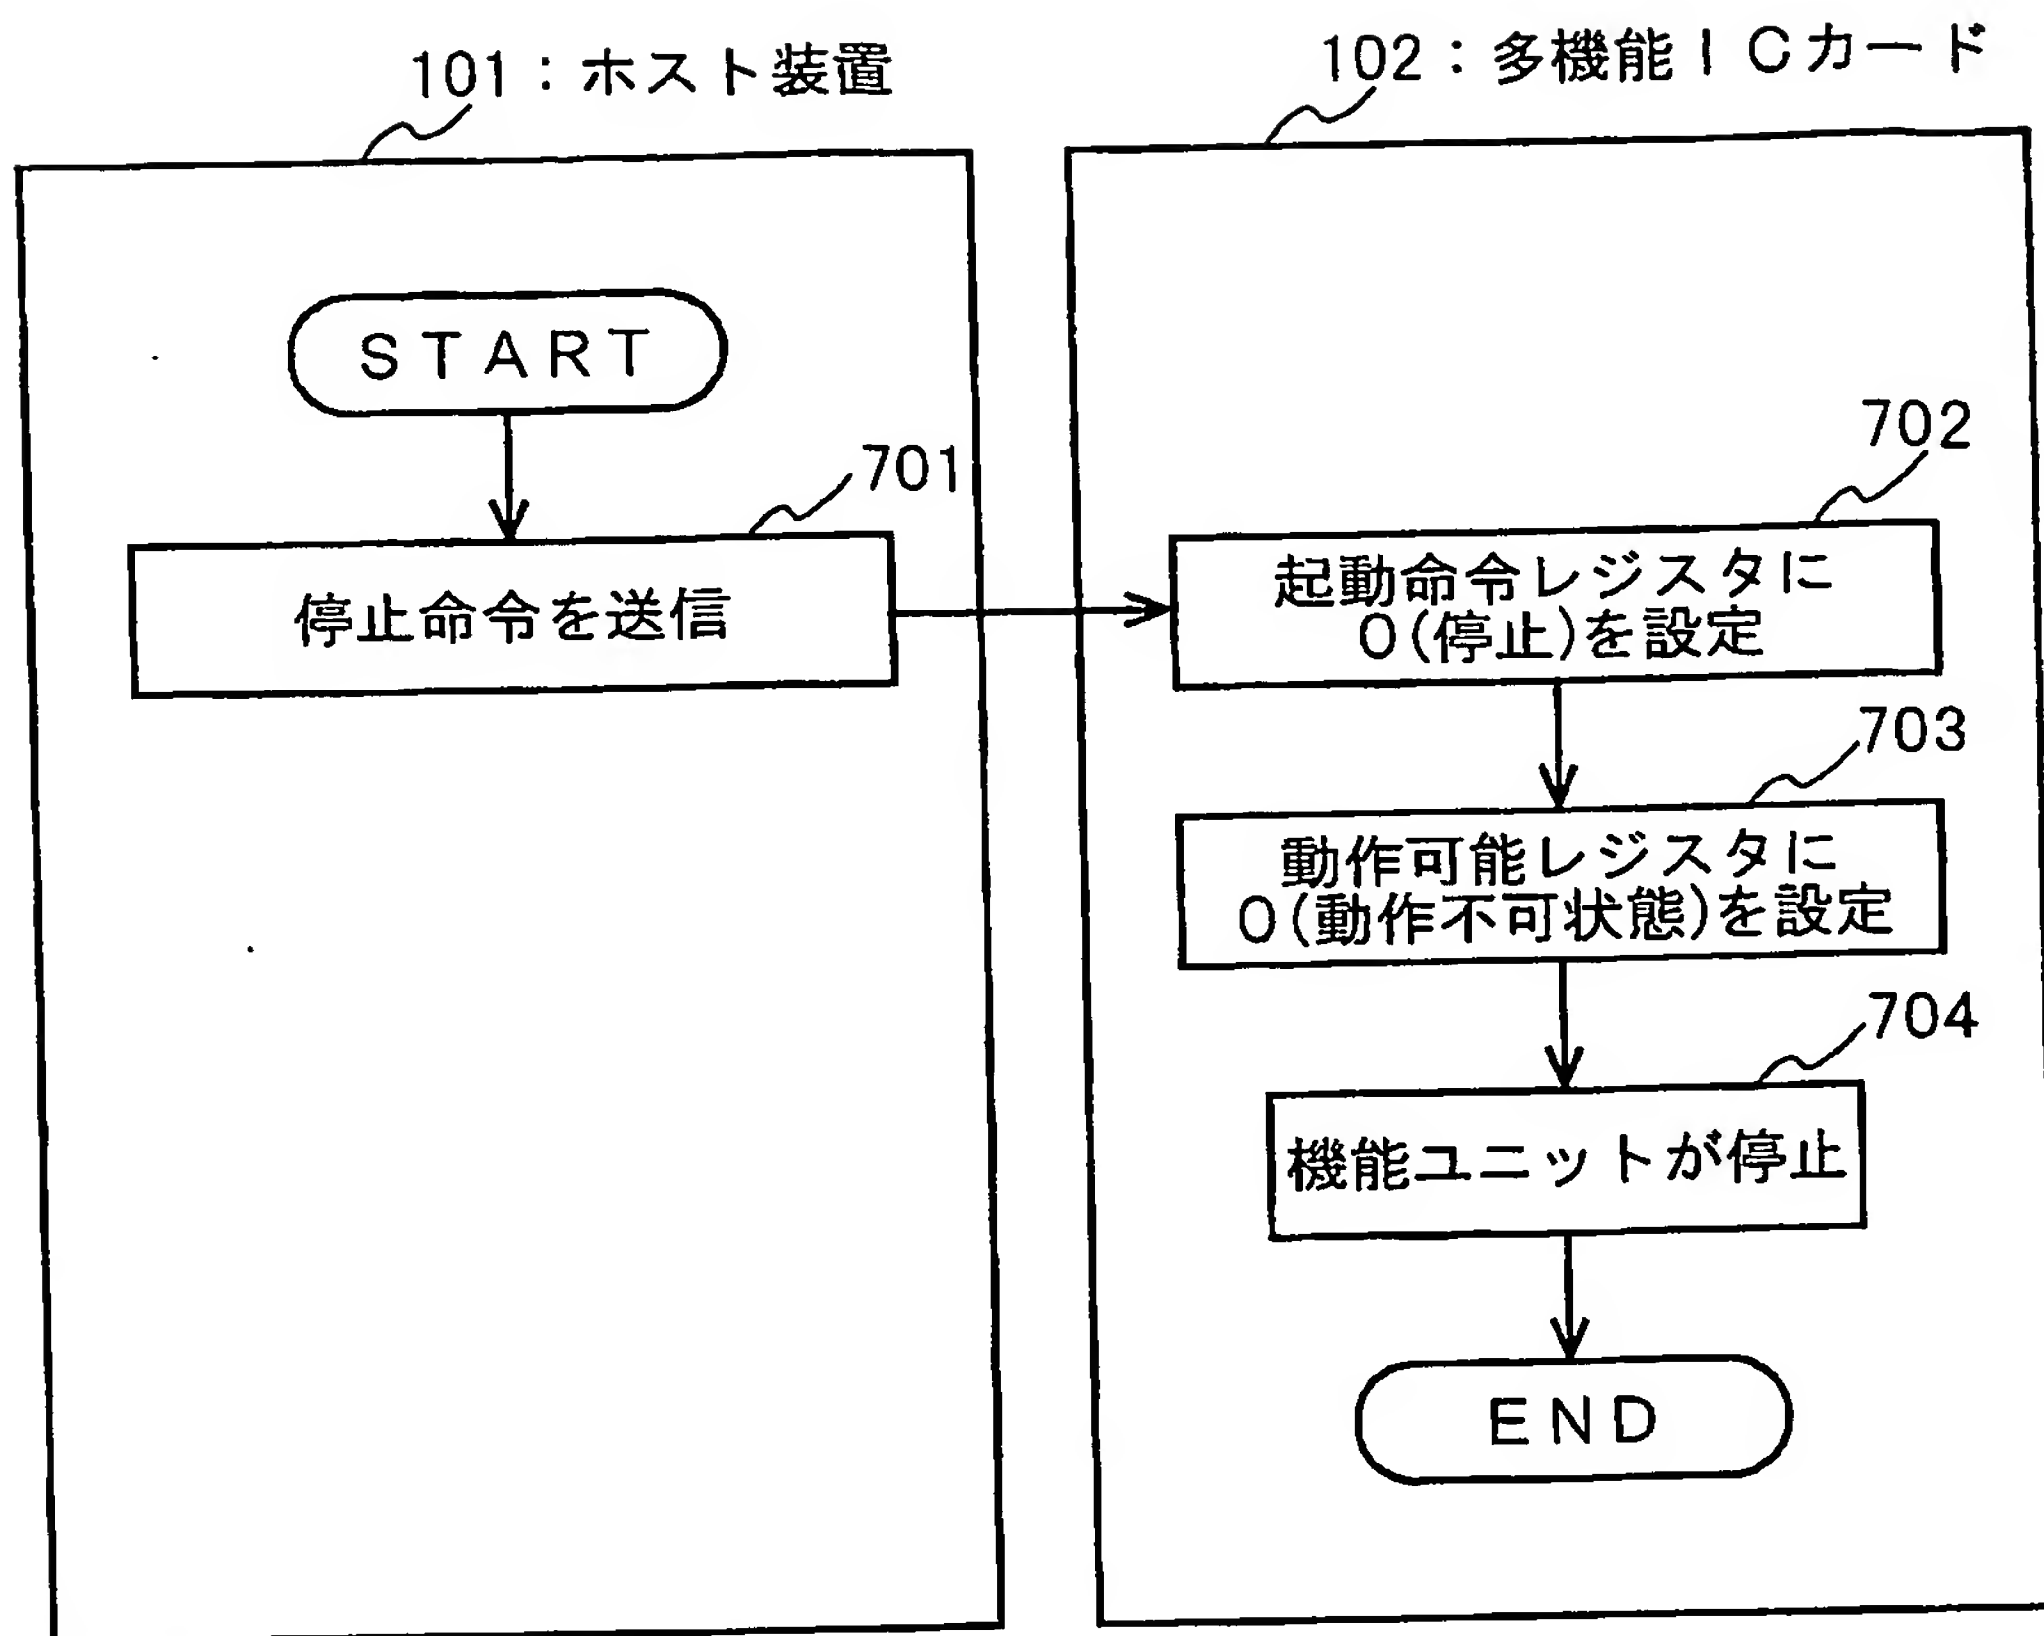 101：ホスト装置
102：多機能ＩＣカード
ＳＴＡＲＴ
701
停止命令を送信
702
起動命令レジスタに
0(停止)を設定
703
動作可能レジスタに
0(動作不可状態)を設定
704
機能ユニットが停止
ＥＮＤ